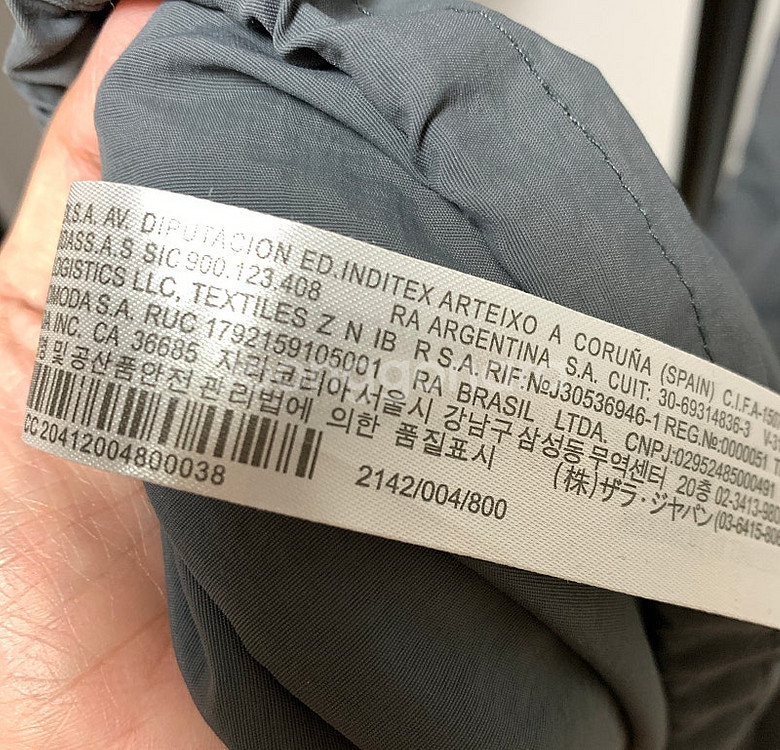 S.A. AV. DIPUTACION ED.INDITEX ARTEIXO A CORUÑA (SPAIN) C.I.F.A-150
S.A.S SIC 900.123.408 RA ARGENTINA S.A. CUIT: 30-69314836-3
LOGISTICS LLC, TEXTILES Z N IB R S.A. RIF:№J30536946-1 REG.№:0000051
MODA S.A. RUC 1792159105001 RA BRASIL LTDA. CNPJ:02952485000491
INC. CA 36685 자라코리아서울시 강남구삼성동무역센터 20층 02-3413-98
및공산품안전관리법에 의한 품질표시 (株)ザラ・ジャパン(03-6415-806
CC20412004800038 2142/004/800